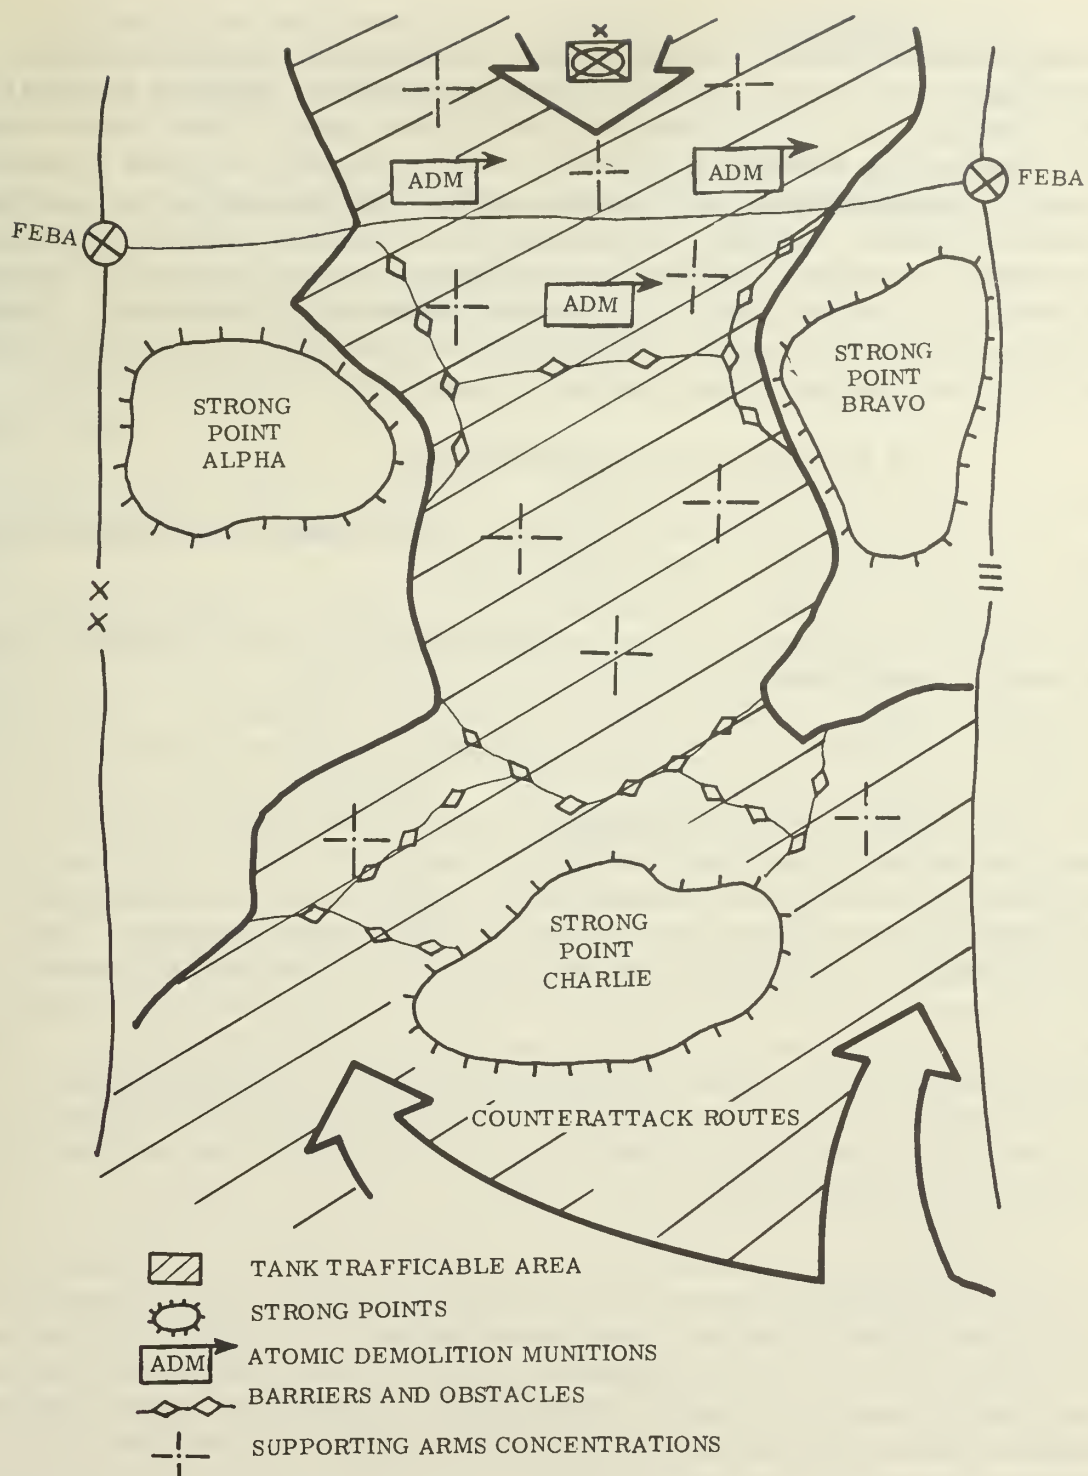 ADM
ADM
FEBA
FEBA
ADM
STRONG
POINT
BRAVO
STRONG
POINT
ALPHA
STRONG
POINT
CHARLIE
COUNTERATTACK ROUTES
TANK TRAFFICABLE AREA
STRONG POINTS
ADM
ATOMIC DEMOLITION MUNITIONS
BARRIERS AND OBSTACLES
SUPPORTING ARMS CONCENTRATIONS